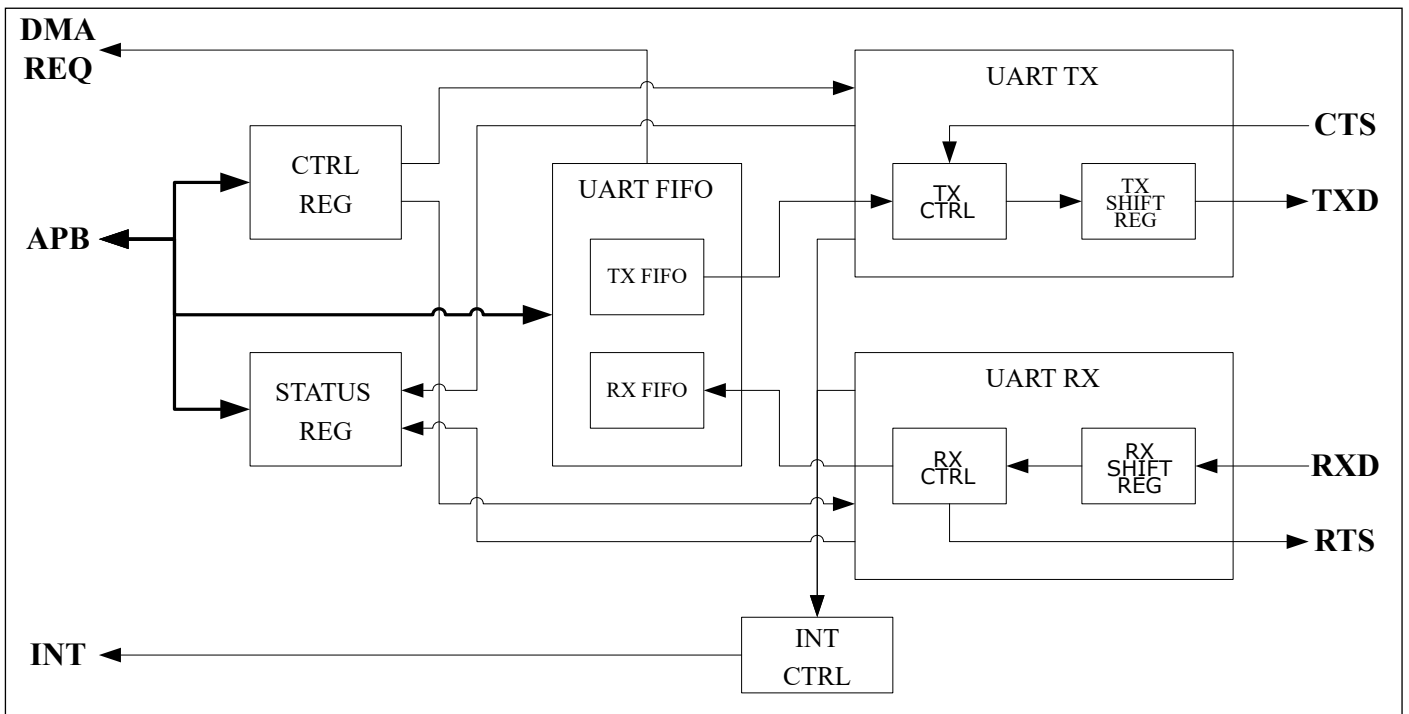 DMA
REQ
UART TX
CTS
CTRL
REG
UART FIFO
TX
CTRL
TX
SHIFT
REG
TXD
APB
TX FIFO
STATUS
REG
RX FIFO
UART RX
RX
CTRL
RX
SHIFT
REG
RXD
RTS
INT
INT
CTRL